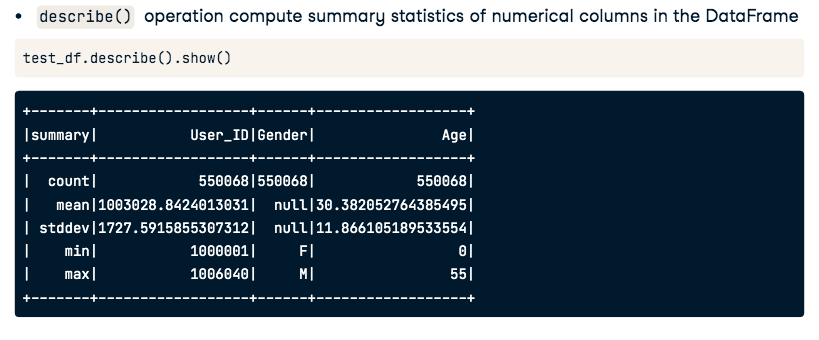 • describe() operation compute summary statistics of numerical columns in the DataFrame
test_df.describe().show()
+-------+------------------+------+------------------+
|summary|           User_ID|Gender|               Age|
+-------+------------------+------+------------------+
|  count|            550068|550068|            550068|
|   mean|1003028.8424013031|  null|30.382052764385495|
| stddev|1727.5915855307312|  null|11.866105189533554|
|    min|           1000001|     F|                 0|
|    max|           1006040|     M|                55|
+-------+------------------+------+------------------+